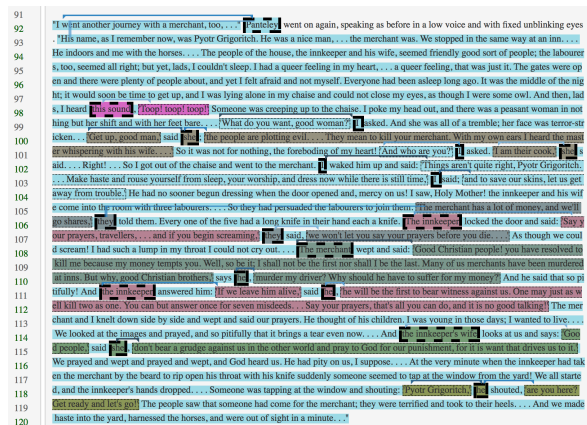 91
92 "I went another journey with a merchant, too, . . . ." Panteley went on again, speaking as before in a low voice and with fixed unblinking eyes
93 . "His name, as I remember now, was Pyotr Grigoritch. He was a nice man, . . . . the merchant was. We stopped in the same way at an inn. . . .
94 He indoors and me with the horses. . . . The people of the house, the innkeeper and his wife, seemed friendly good sort of people; the labourer
95 s, too, seemed all right; but yet, lads, I couldn't sleep. I had a queer feeling in my heart, . . . . a queer feeling, that was just it. The gates were op
96 en and there were plenty of people about, and yet I felt afraid and not myself. Everyone had been asleep long ago. It was the middle of the nig
97 ht; it would soon be time to get up, and I was lying alone in my chaise and could not close my eyes, as though I were some owl. And then, lad
98 s, I heard this sound, 'Toop! toop! toop!' Someone was creeping up to the chaise. I poke my head out, and there was a peasant woman in not
99 hing but her shift and with her feet bare. . . . 'What do you want, good woman?' I asked. And she was all of a tremble; her face was terror-st
100 ricken. . . 'Get up, good man,' said she; 'the people are plotting evil. . . . They mean to kill your merchant. With my own ears I heard the mast
101 er whispering with his wife. . . .' So it was not for nothing, the foreboding of my heart! 'And who are you?' I asked. 'I am their cook,' she s
102 aid. . . . Right! . . . So I got out of the chaise and went to the merchant. I waked him up and said: 'Things aren't quite right, Pyotr Grigoritch.
103 . . . Make haste and rouse yourself from sleep, your worship, and dress now while there is still time,' I said; 'and to save our skins, let us get
104 away from trouble.' He had no sooner begun dressing when the door opened and, mercy on us! I saw, Holy Mother! the innkeeper and his wif
105 e come into the room with three labourers. . . . So they had persuaded the labourers to join them. 'The merchant has a lot of money, and we'll
106 go shares,' they told them. Every one of the five had a long knife in their hand each a knife. The innkeeper locked the door and said: 'Say y
107 our prayers, travellers, . . . and if you begin screaming,' they said, 'we won't let you say your prayers before you die. . . .' As though we coul
108 d scream! I had such a lump in my throat I could not cry out. . . . The merchant wept and said: 'Good Christian people! you have resolved to
109 kill me because my money tempts you. Well, so be it; I shall not be the first nor shall I be the last. Many of us merchants have been murdered
110 at inns. But why, good Christian brothers,' says he, 'murder my driver? Why should he have to suffer for my money?' And he said that so pi
111 tifully! And the innkeeper answered him: 'If we leave him alive,' said he, 'he will be the first to bear witness against us. One may just as w
112 ell kill two as one. You can but answer once for seven misdeeds. . . Say your prayers, that's all you can do, and it is no good talking!' The mer
113 chant and I knelt down side by side and wept and said our prayers. He thought of his children. I was young in those days; I wanted to live. . . .
114 We looked at the images and prayed, and so pitifully that it brings a tear even now. . . . And the innkeeper's wife looks at us and says: 'Goo
115 d people,' said she, 'don't bear a grudge against us in the other world and pray to God for our punishment, for it is want that drives us to it.'
116 We prayed and wept and prayed and wept, and God heard us. He had pity on us, I suppose. . . . At the very minute when the innkeeper had tak
117 en the merchant by the beard to rip open his throat with his knife suddenly someone seemed to tap at the window from the yard! We all starte
118 d, and the innkeeper's hands dropped. . . . Someone was tapping at the window and shouting: 'Pyotr Grigoritch,' he shouted, 'are you here?
119 Get ready and let's go!' The people saw that someone had come for the merchant; they were terrified and took to their heels. . . . And we made
120 haste into the yard, harnessed the horses, and were out of sight in a minute. . ."